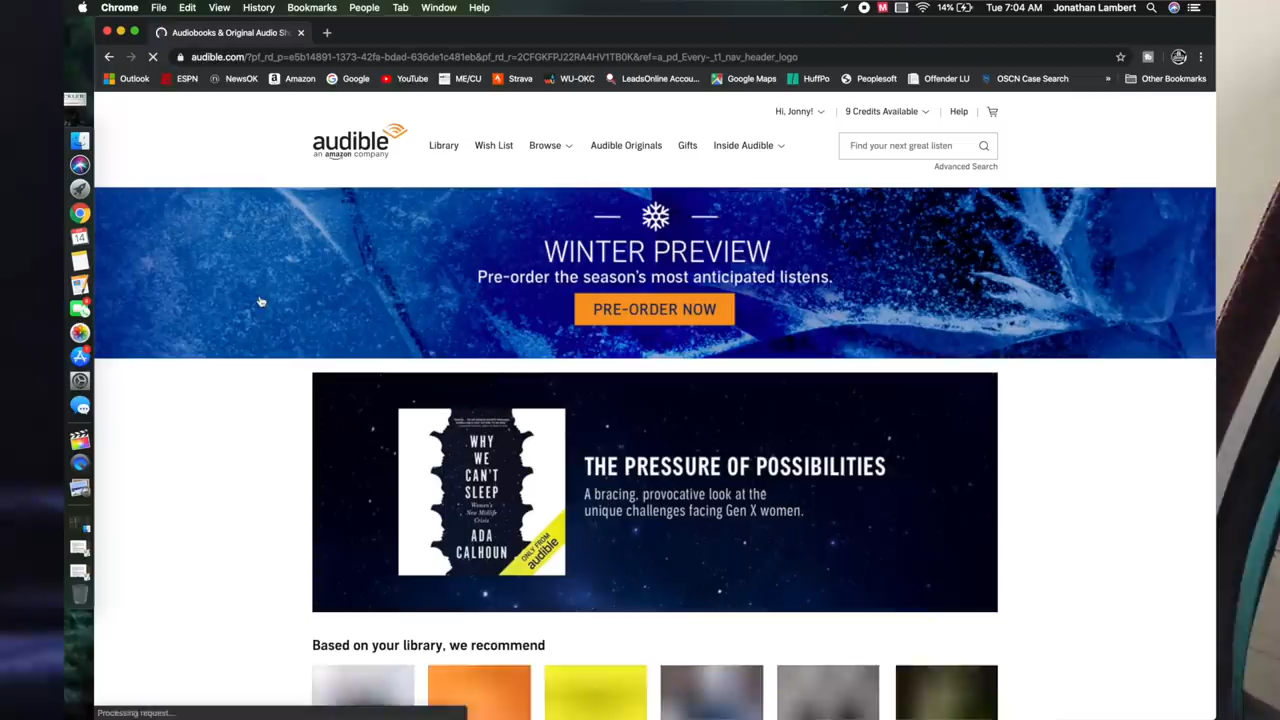 Chrome File Edit View History Bookmarks People Tab Window Help 14% Tue 7:04 AM Jonathan Lambert
Audiobooks & Original Audio Sh
audible.com/?pf_rd_p=e5b14891-1373-42fa-bdad-636de1c481eb&pf_rd_r=2CFGKFPJ22RA4HV1TB0K&ref=a_pd_Every-_t1_nav_header_logo
Outlook ESPN NewsOK Amazon Google YouTube ME/CU Strava WU-OKC LeadsOnline Accou... Google Maps HuffPo Peoplesoft Offender LU OSCN Case Search » Other Bookmarks
Hi, Jonny! 9 Credits Available Help
audible
an amazon company
Library Wish List Browse Audible Originals Gifts Inside Audible Find your next great listen
Advanced Search
WINTER PREVIEW
Pre-order the season's most anticipated listens.
PRE-ORDER NOW
WHY
WE
CAN'T
SLEEP
Women's
New Midlife
Crisis
ADA
CALHOUN
ONLY FROM
audible
THE PRESSURE OF POSSIBILITIES
A bracing, provocative look at the
unique challenges facing Gen X women.
Based on your library, we recommend
Processing request...